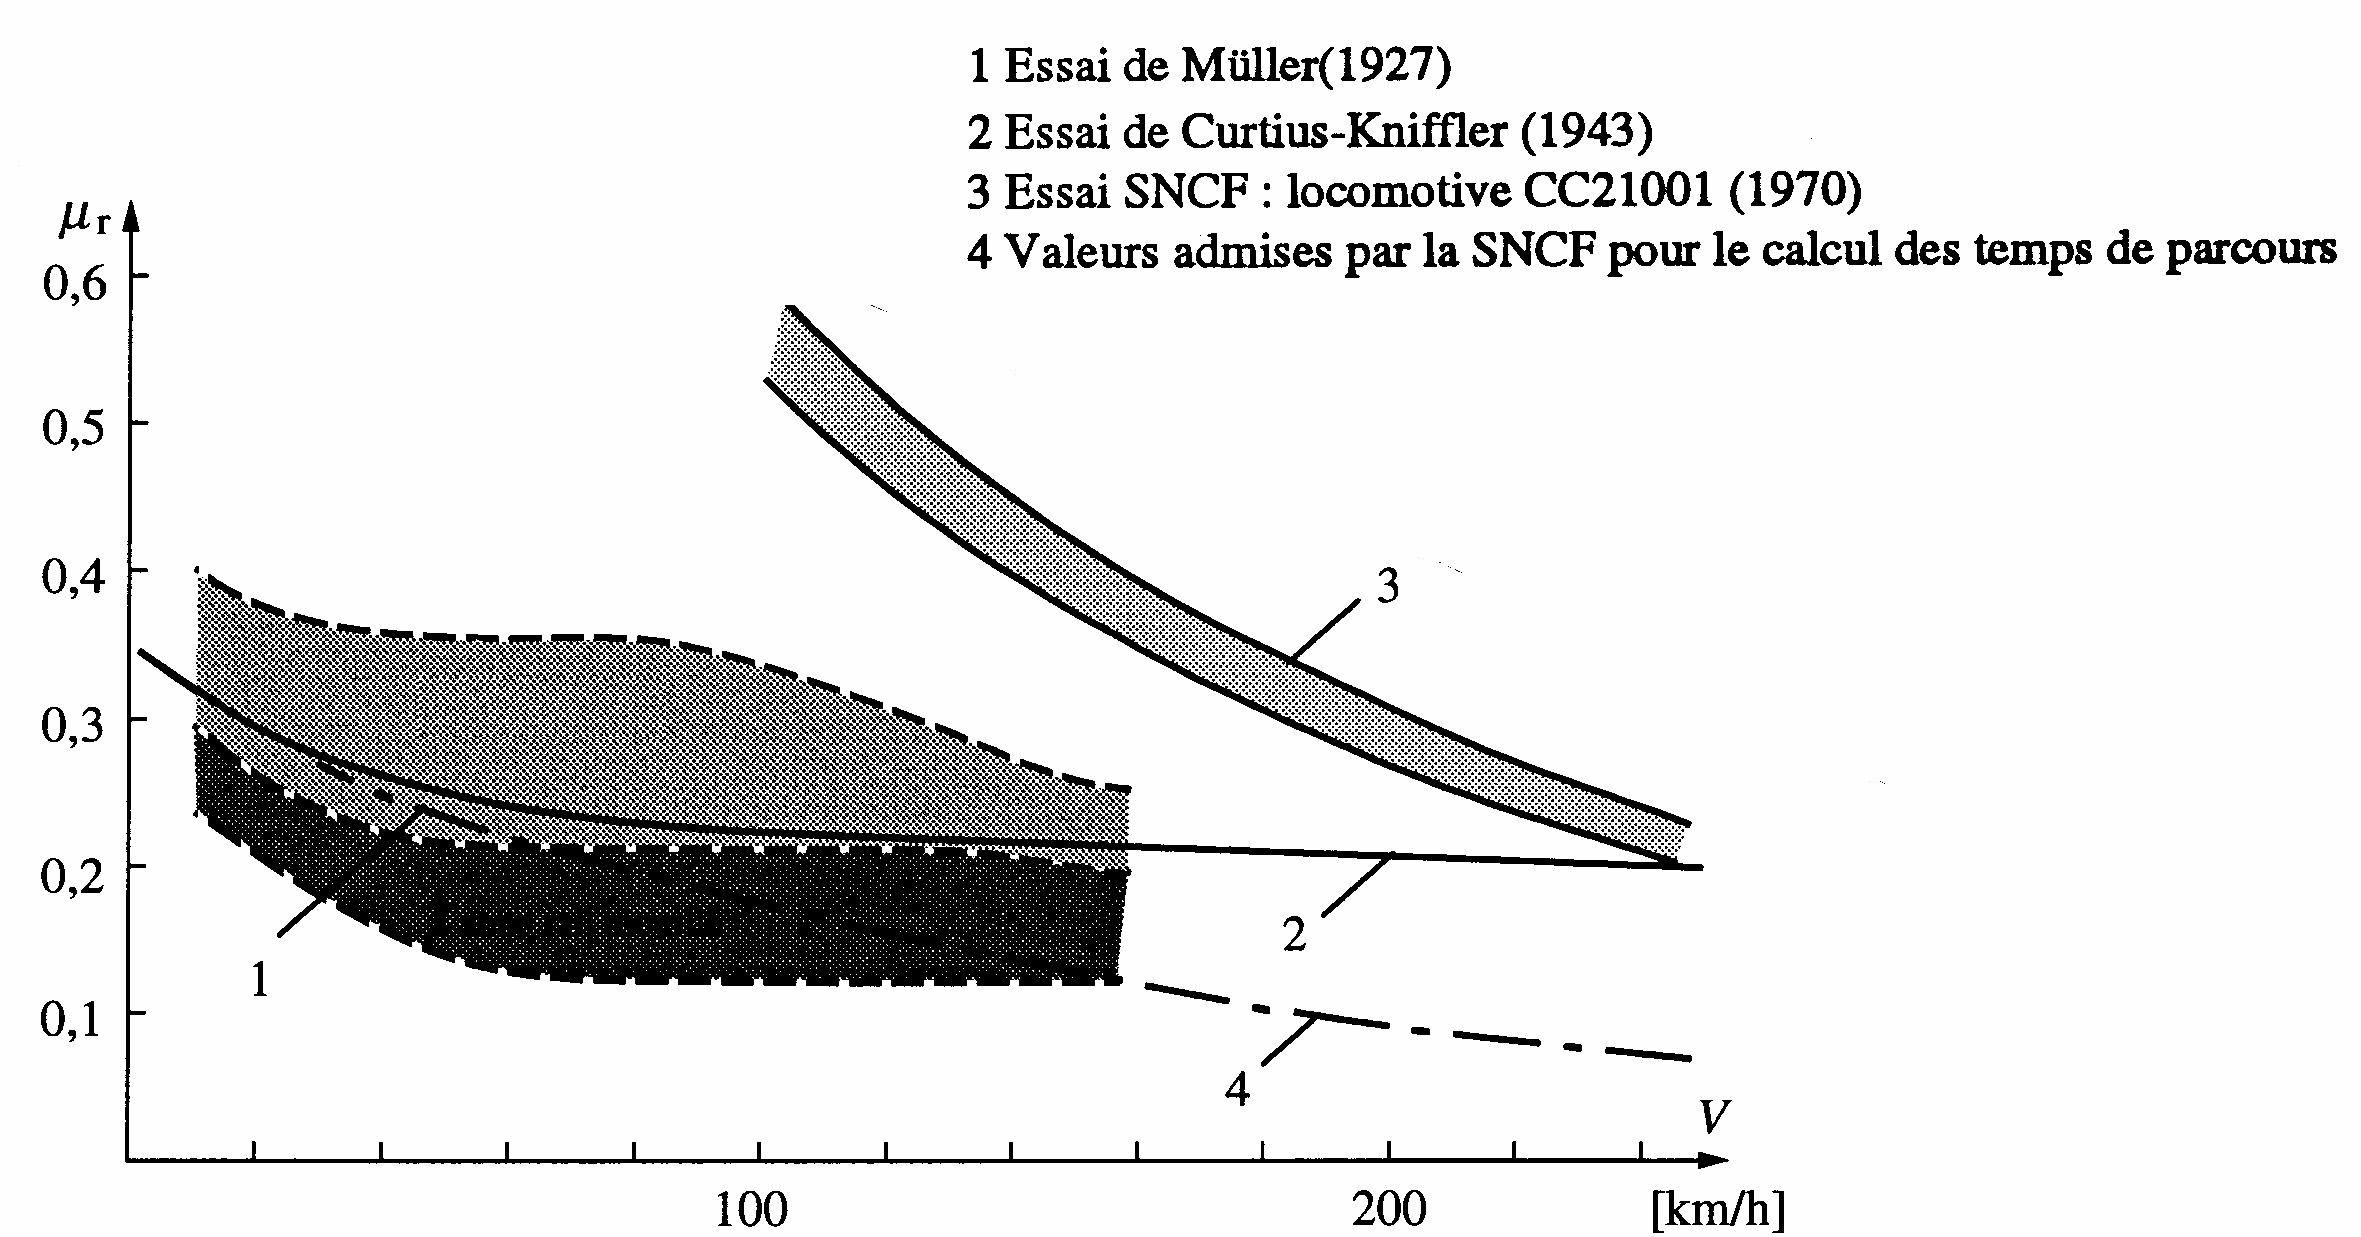 1 Essai de Müller(1927)
2 Essai de Curtius-Kniffler (1943)
3 Essai SNCF : locomotive CC21001 (1970)
4 Valeurs admises par la SNCF pour le calcul des temps de parcours
μr
0,6
0,5
0,4
0,3
0,2
0,1
3
2
1
4
V
100
200
[km/h]